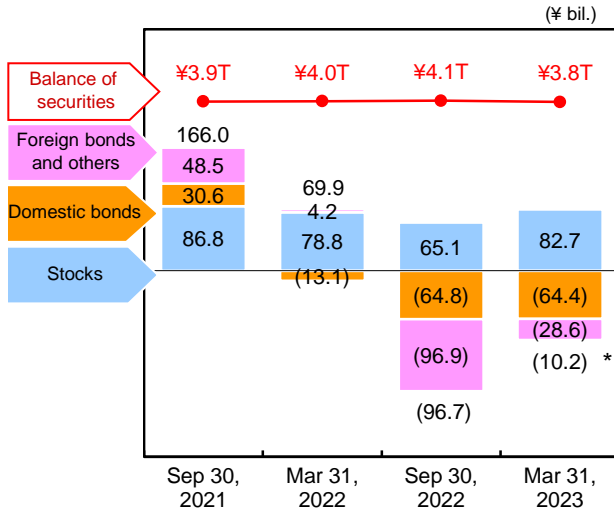 (¥ bil.)
Balance of
securities
¥3.9T ¥4.0T ¥4.1T ¥3.8T
Foreign bonds
and others
Domestic bonds
Stocks
166.0
48.5
30.6
86.8
69.9
4.2
78.8
(13.1)
65.1
(64.8)
(96.9)
(96.7)
82.7
(64.4)
(28.6)
(10.2) *
Sep 30,
2021
Mar 31,
2022
Sep 30,
2022
Mar 31,
2023